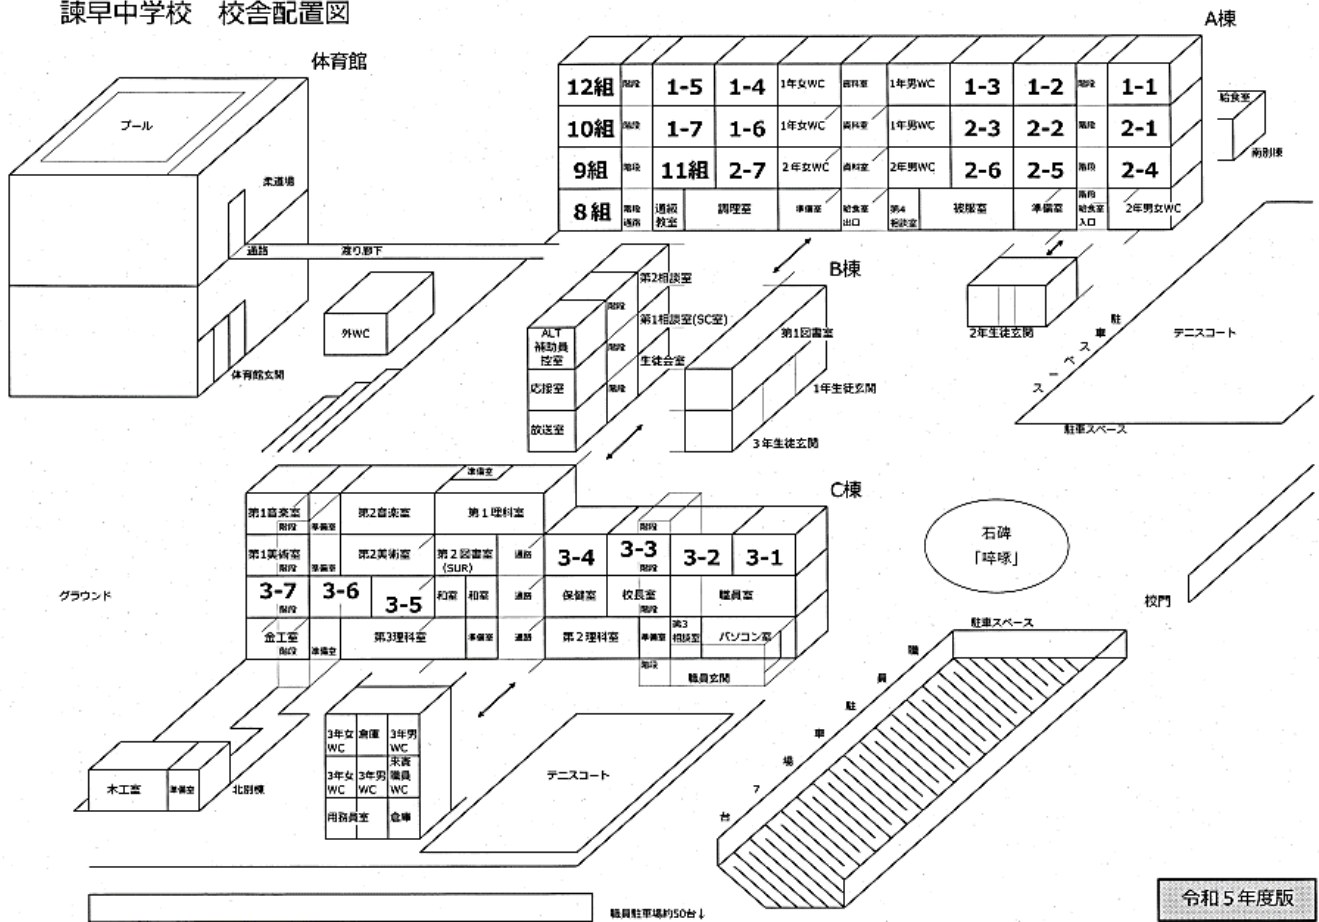 諫早中学校　校舎配置図
A棟
体育館
プール
柔道場
通路
渡り廊下
外WC
体育館玄関
12組 階段 1-5 1-4 1年女WC 資料室 1年男WC 1-3 1-2 階段 1-1
10組 階段 1-7 1-6 1年女WC 資料室 1年男WC 2-3 2-2 階段 2-1
9組 階段 11組 2-7 2年女WC 資料室 2年男WC 2-6 2-5 階段 2-4
8組 階段 通路 通級教室 調理室 準備室 給食室出口 第4相談室 被服室 準備室 階段 給食室入口 2年男女WC
給食室
南別棟
B棟
第2相談室
階段
第1相談室(SC室)
ALT
補助員
控室
階段
生徒会室
応接室
階段
放送室
第1図書室
1年生徒玄関
3年生徒玄関
2年生徒玄関
駐車スペース
テニスコート
駐車スペース
C棟
準備室
第1音楽室 階段 準備室 第2音楽室 第1理科室
階段
第1美術室 階段 準備室 第2美術室 第2図書室(SUR) 通路 3-4 3-3 階段 3-2 3-1
3-7 階段 3-6 3-5 和室 和室 通路 保健室 校長室 階段 職員室
金工室 階段 準備室 第3理科室 準備室 通路 第2理科室 準備室 第3相談室 パソコン室
階段
職員玄関
グラウンド
石碑
「啐啄」
校門
駐車スペース
職員駐車場7台
木工室 準備室
北別棟
3年女WC 倉庫 3年男WC
3年女WC 3年男WC 来賓職員WC
用務員室 倉庫
テニスコート
職員駐車場約50台↓
令和５年度版